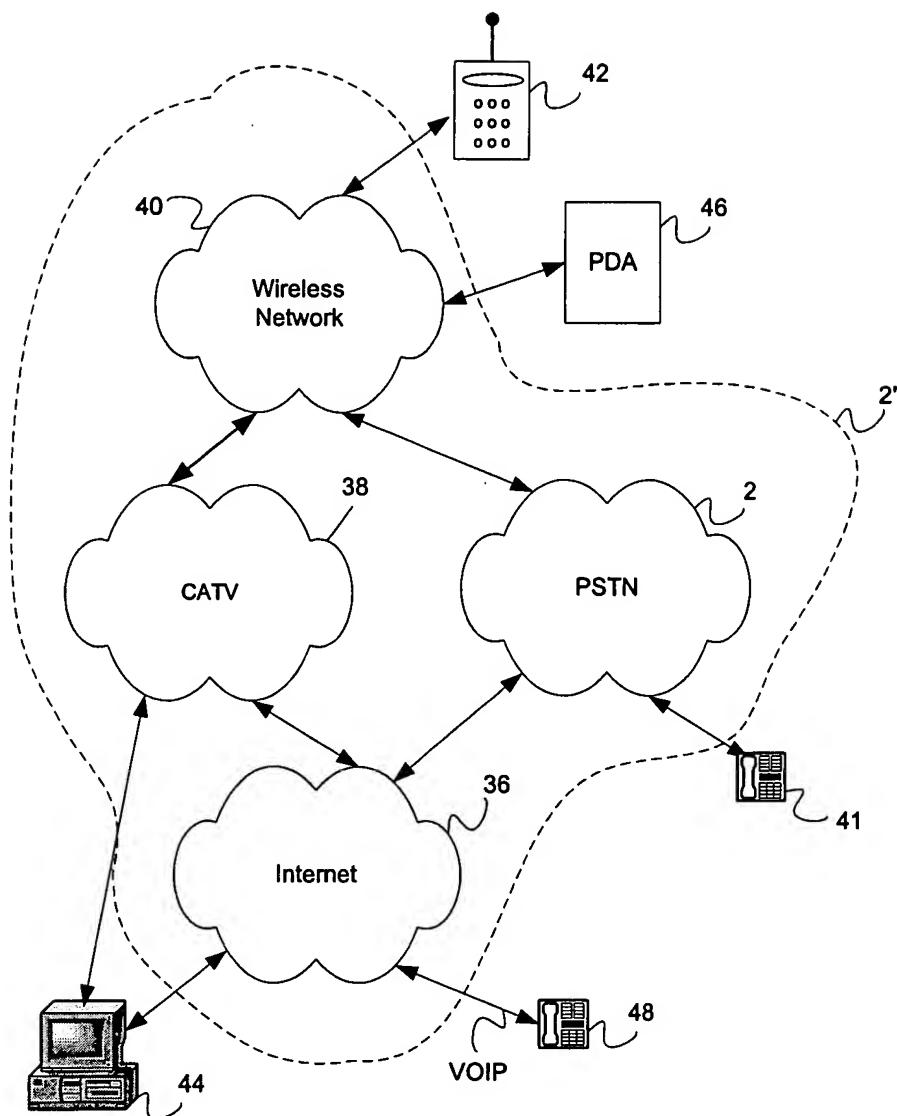 42
40
46
PDA
Wireless
Network
2'
38
2
CATV
PSTN
36
41
Internet
48
VOIP
44